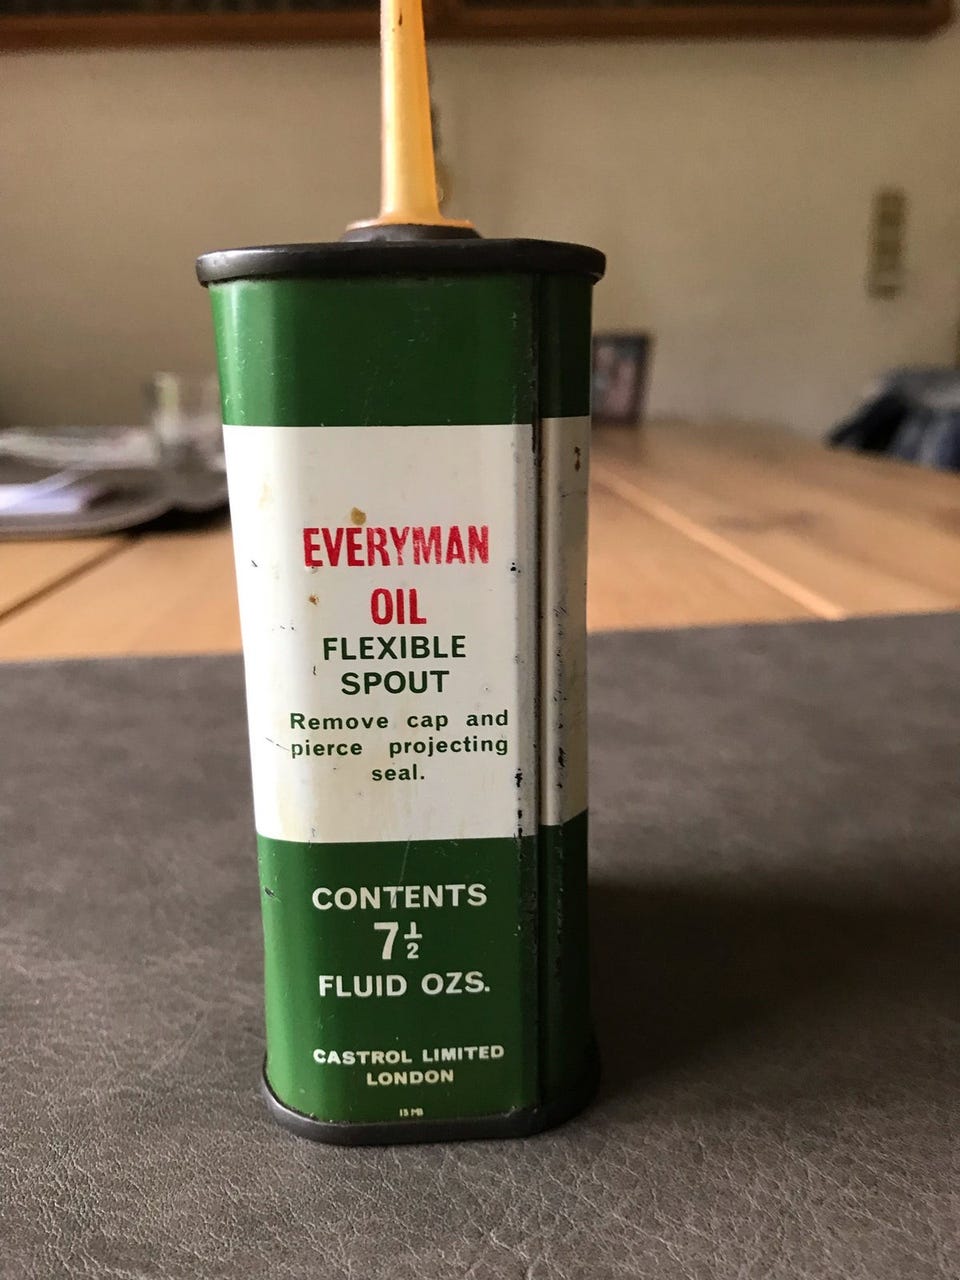 EVERYMAN
OIL
FLEXIBLE
SPOUT
Remove cap and
pierce projecting
seal.
CONTENTS
7½
FLUID OZS.
CASTROL LIMITED
LONDON